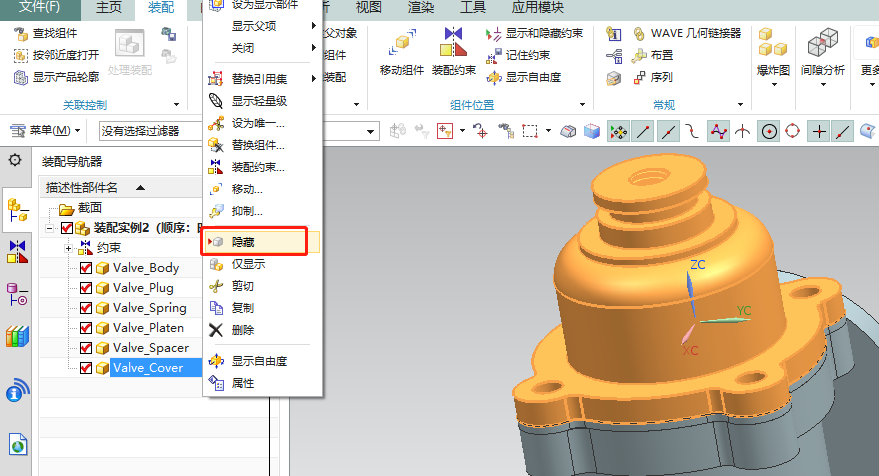 文件(F)
主页
装配
析
视图
渲染
工具
应用模块
查找组件
按邻近度打开
显示产品轮廓
处理装配
关联控制
设为显示部件
显示父项
关闭
替换引用集
显示轻量级
设为唯一...
替换组件...
装配约束...
移动...
抑制...
隐藏
仅显示
剪切
复制
删除
显示自由度
属性
父对象
组件
装配
移动组件
装配约束
显示和隐藏约束
记住约束
显示自由度
组件位置
WAVE 几何链接器
布置
序列
常规
爆炸图
间隙分析
更多
菜单(M)
没有选择过滤器
装配导航器
描述性部件名
截面
装配实例2（顺序：
约束
Valve_Body
Valve_Plug
Valve_Spring
Valve_Platen
Valve_Spacer
Valve_Cover
ZC
YC
XC